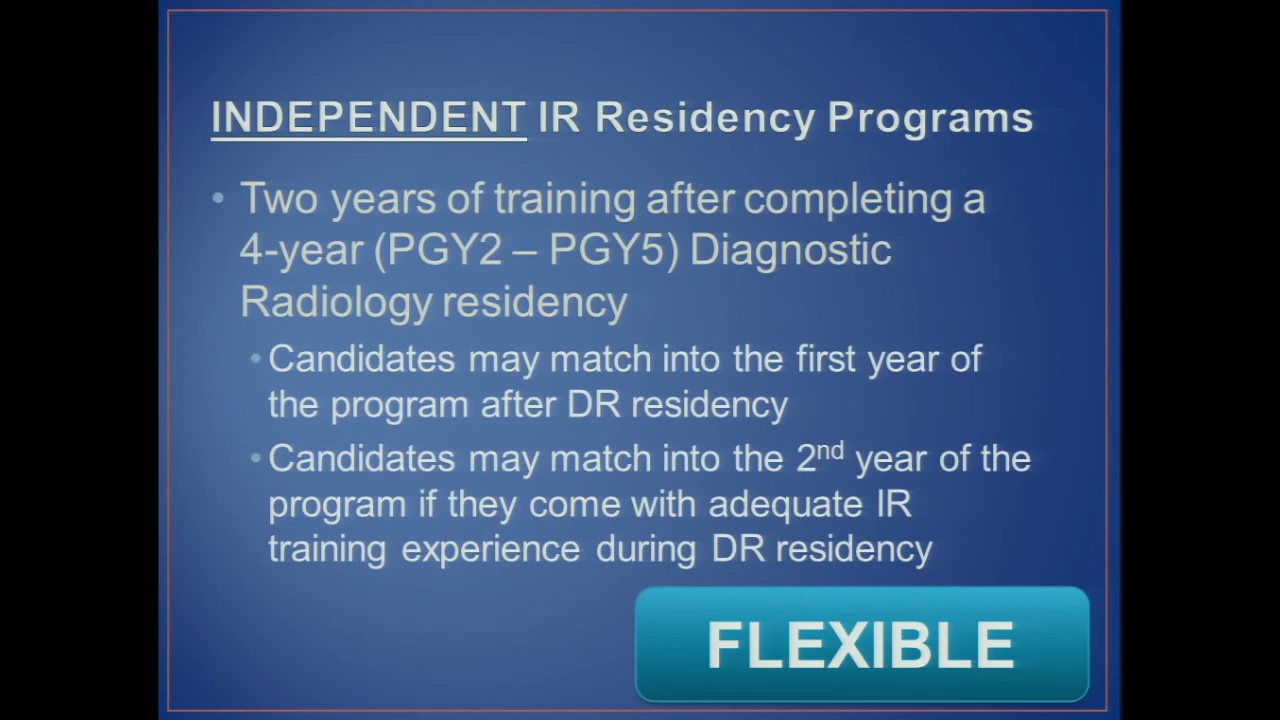 INDEPENDENT IR Residency Programs
• Two years of training after completing a
4-year (PGY2 – PGY5) Diagnostic
Radiology residency
• Candidates may match into the first year of
the program after DR residency
• Candidates may match into the 2nd year of the
program if they come with adequate IR
training experience during DR residency
FLEXIBLE